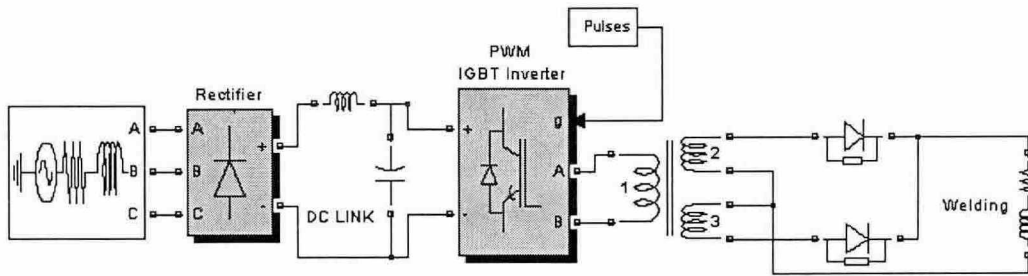 Pulses
PWM
IGBT Inverter
Rectifier
A
A
+
+
g
B
B
A
1
2
C
C
-
DC LINK
-
B
3
Welding